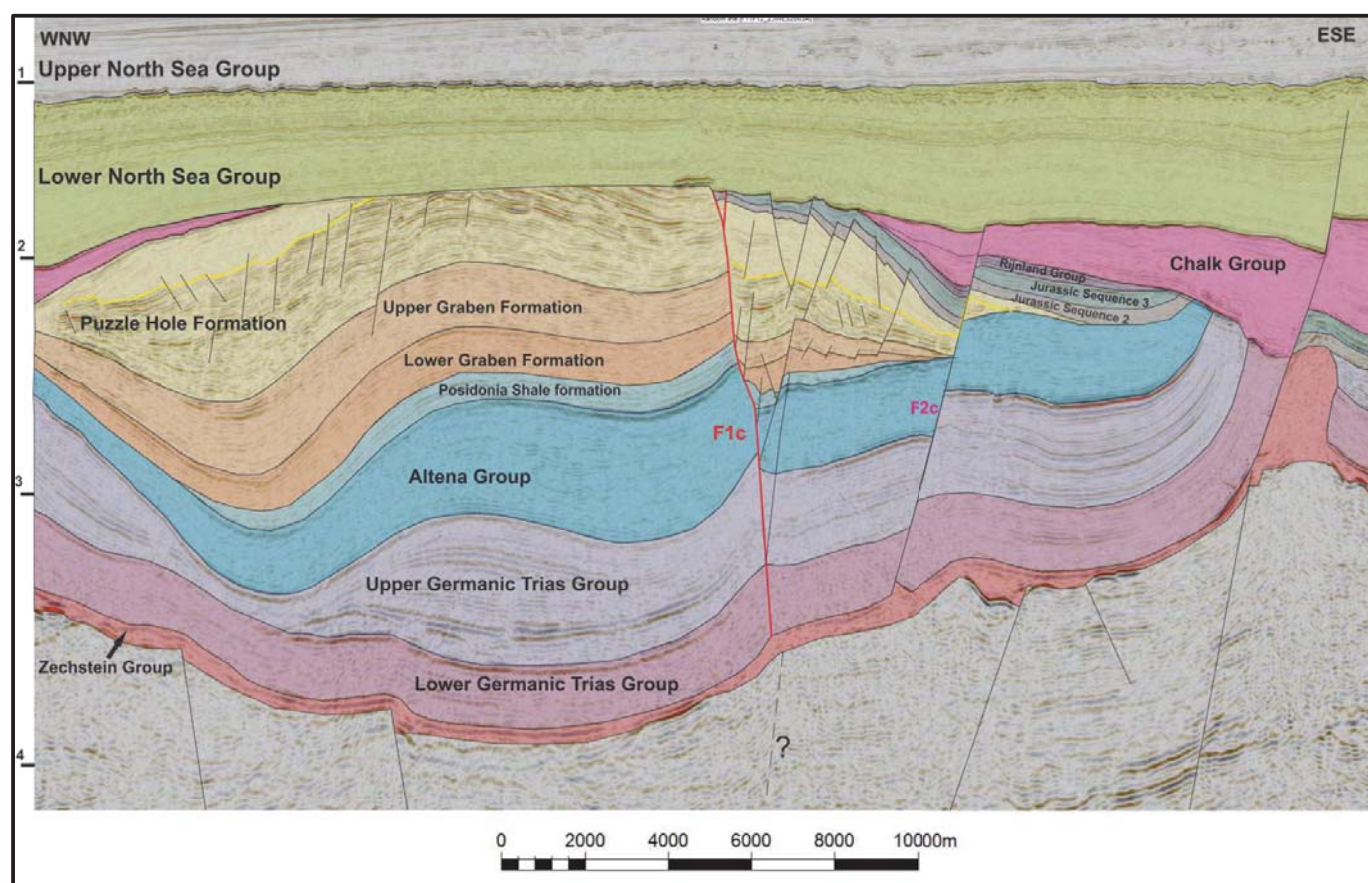 WNW
ESE
1
Upper North Sea Group
Lower North Sea Group
2
Chalk Group
Rijnland Group
Jurassic Sequence 3
Jurassic Sequence 2
Upper Graben Formation
Puzzle Hole Formation
Lower Graben Formation
Posidonia Shale formation
F2c
F1c
Altena Group
3
Upper Germanic Trias Group
Zechstein Group
Lower Germanic Trias Group
?
4
0 2000 4000 6000 8000 10000m